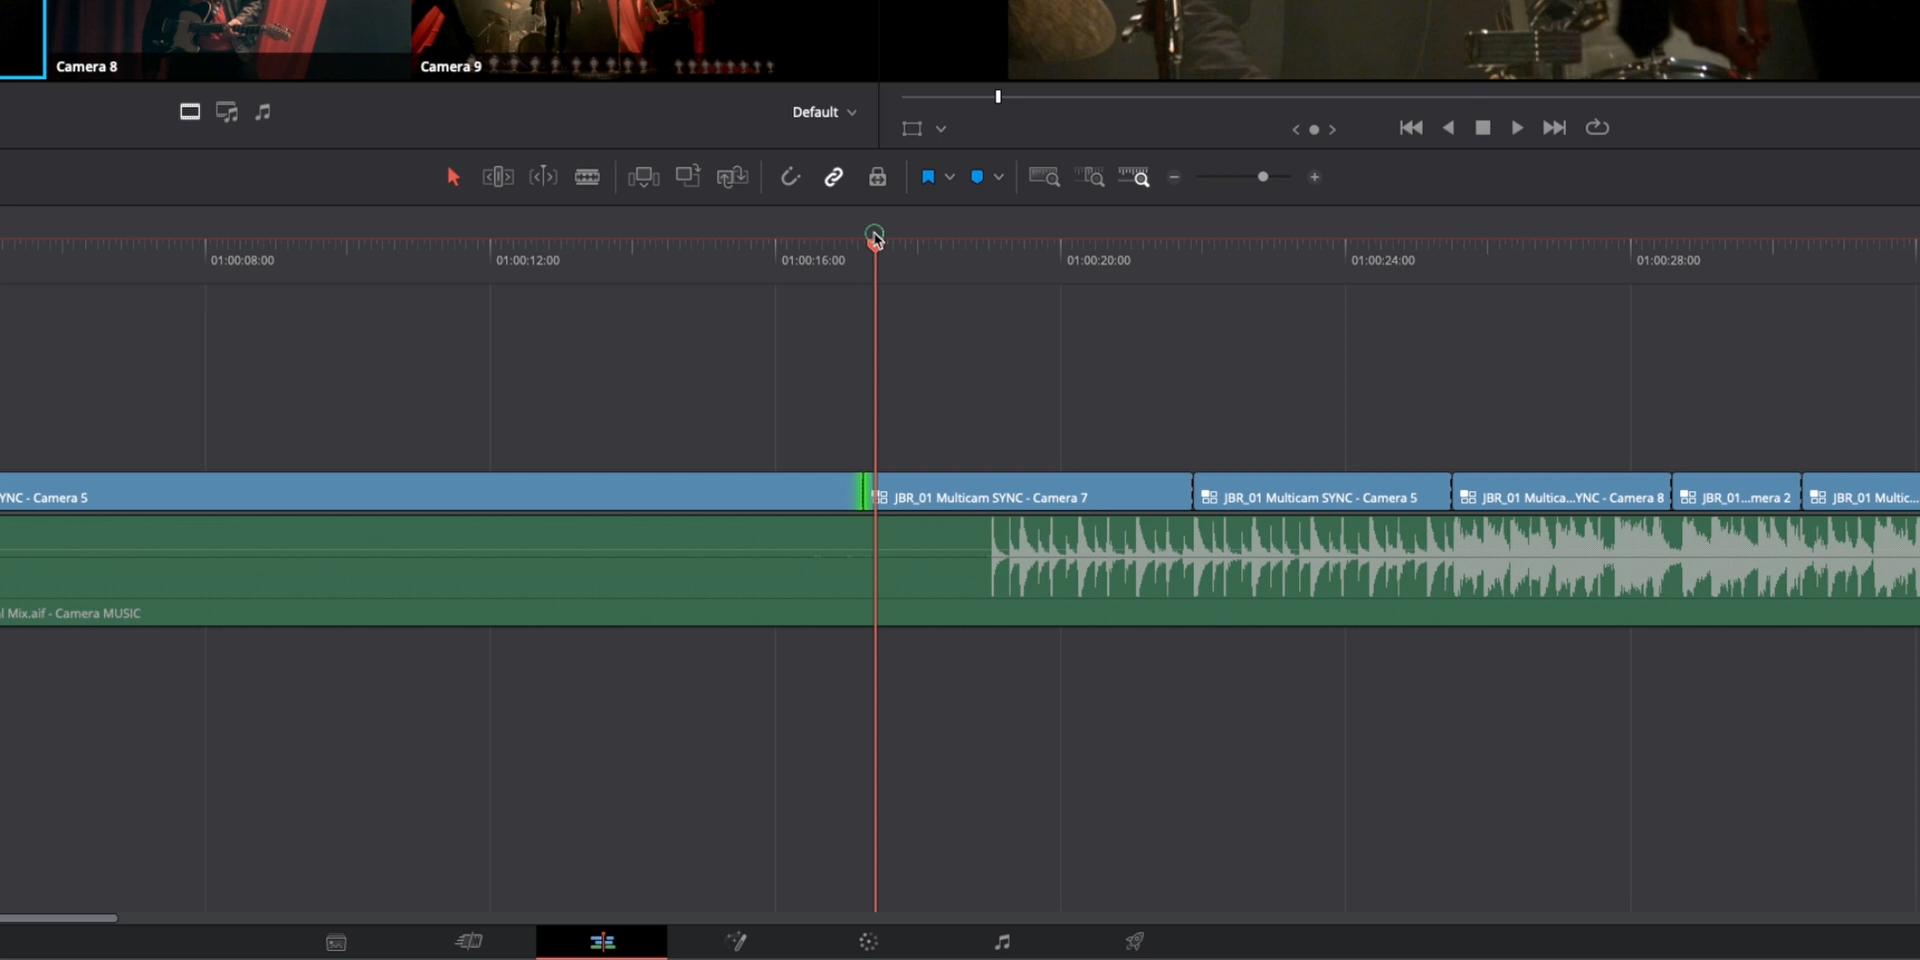 Camera 8
Camera 9
Default
01:00:08:00
01:00:12:00
01:00:16:00
01:00:20:00
01:00:24:00
01:00:28:00
YNC - Camera 5
JBR_01 Multicam SYNC - Camera 7
JBR_01 Multicam SYNC - Camera 5
JBR_01 Multica...YNC - Camera 8
JBR_01...mera 2
JBR_01 Multic...
l Mix.aif - Camera MUSIC